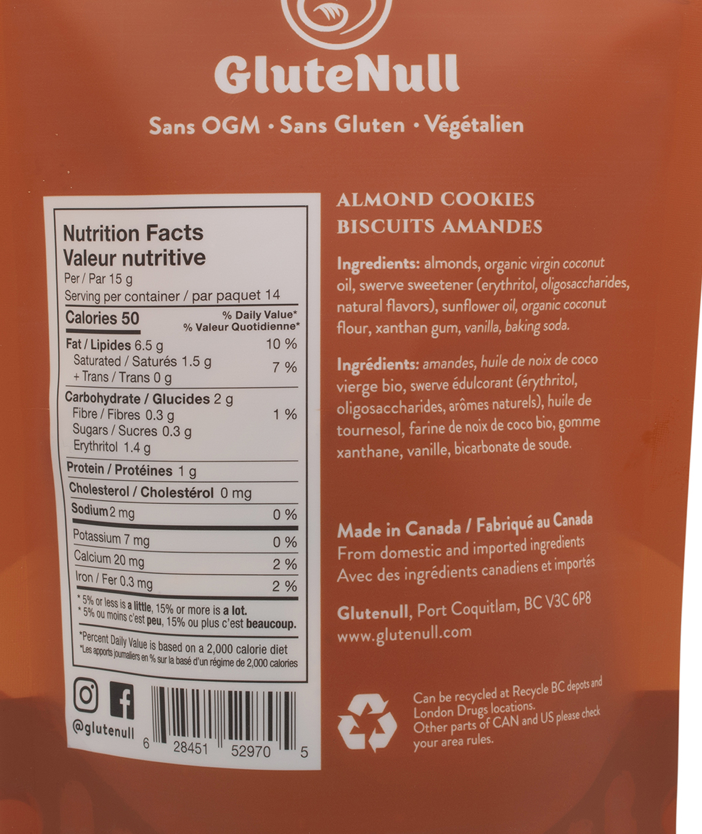 GluteNull
Sans OGM • Sans Gluten • Végétalien
Nutrition Facts
Valeur nutritive
Per / Par 15 g
Serving per container / par paquet 14
Calories 50
% Daily Value*
% Valeur Quotidienne*
Fat / Lipides 6.5 g 10 %
Saturated / Saturés 1.5 g
+ Trans / Trans 0 g
7 %
Carbohydrate / Glucides 2 g
Fibre / Fibres 0.3 g 1 %
Sugars / Sucres 0.3 g
Erythritol 1.4 g
Protein / Protéines 1 g
Cholesterol / Cholestérol 0 mg
Sodium 2 mg 0 %
Potassium 7 mg 0 %
Calcium 20 mg 2 %
Iron / Fer 0.3 mg 2 %
* 5% or less is a little, 15% or more is a lot.
* 5% ou moins c'est peu, 15% ou plus c'est beaucoup.
*Percent Daily Value is based on a 2,000 calorie diet
*Les apports journaliers en % sur la basé d'un régime de 2,000 calories
@glutenull
6 28451 52970 5
ALMOND COOKIES
BISCUITS AMANDES
Ingredients: almonds, organic virgin coconut
oil, swerve sweetener (erythritol, oligosaccharides,
natural flavors), sunflower oil, organic coconut
flour, xanthan gum, vanilla, baking soda.
Ingrédients: amandes, huile de noix de coco
vierge bio, swerve édulcorant (érythritol,
oligosaccharides, arômes naturels), huile de
tournesol, farine de noix de coco bio, gomme
xanthane, vanille, bicarbonate de soude.
Made in Canada / Fabriqué au Canada
From domestic and imported ingredients
Avec des ingrédients canadiens et importés
Glutenull, Port Coquitlam, BC V3C 6P8
www.glutenull.com
Can be recycled at Recycle BC depots and
London Drugs locations.
Other parts of CAN and US please check
your area rules.